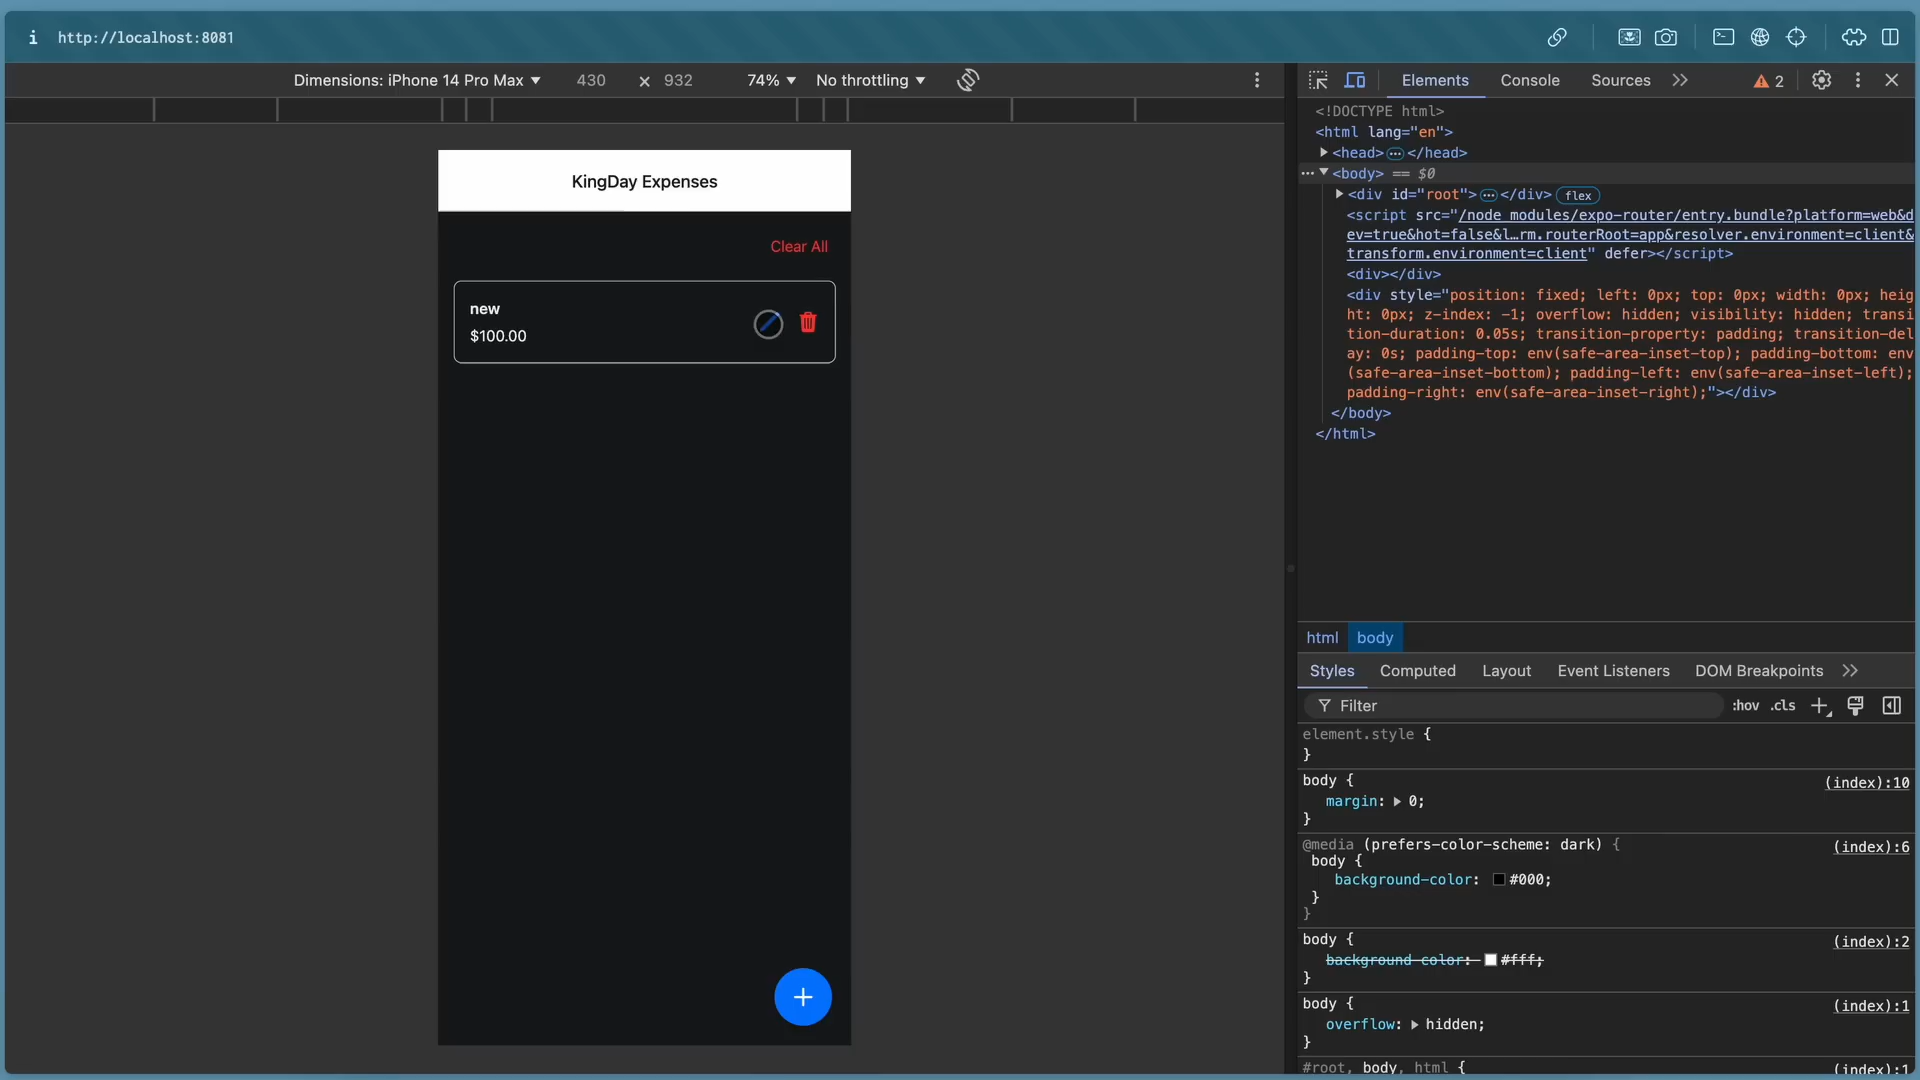 i http://localhost:8081
Dimensions: iPhone 14 Pro Max 430 × 932 74% No throttling
Elements Console Sources 2
KingDay Expenses
Clear All
new
$100.00
<!DOCTYPE html>
<html lang="en">
<head> ⋯ </head>
⋯ <body> == $0
<div id="root"> ⋯ </div> flex
<script src="/node_modules/expo-router/entry.bundle?platform=web&d
ev=true&hot=false&l…rm.routerRoot=app&resolver.environment=client&
transform.environment=client" defer></script>
<div></div>
<div style="position: fixed; left: 0px; top: 0px; width: 0px; heig
ht: 0px; z-index: -1; overflow: hidden; visibility: hidden; transi
tion-duration: 0.05s; transition-property: padding; transition-del
ay: 0s; padding-top: env(safe-area-inset-top); padding-bottom: env
(safe-area-inset-bottom); padding-left: env(safe-area-inset-left);
padding-right: env(safe-area-inset-right);"></div>
</body>
</html>
html body
Styles Computed Layout Event Listeners DOM Breakpoints
Filter :hov .cls
element.style {
}
body { (index):10
margin: 0;
}
@media (prefers-color-scheme: dark) { (index):6
body {
background-color: #000;
}
}
body { (index):2
background-color: #fff;
}
body { (index):1
overflow: hidden;
}
#root, body, html { (index):1